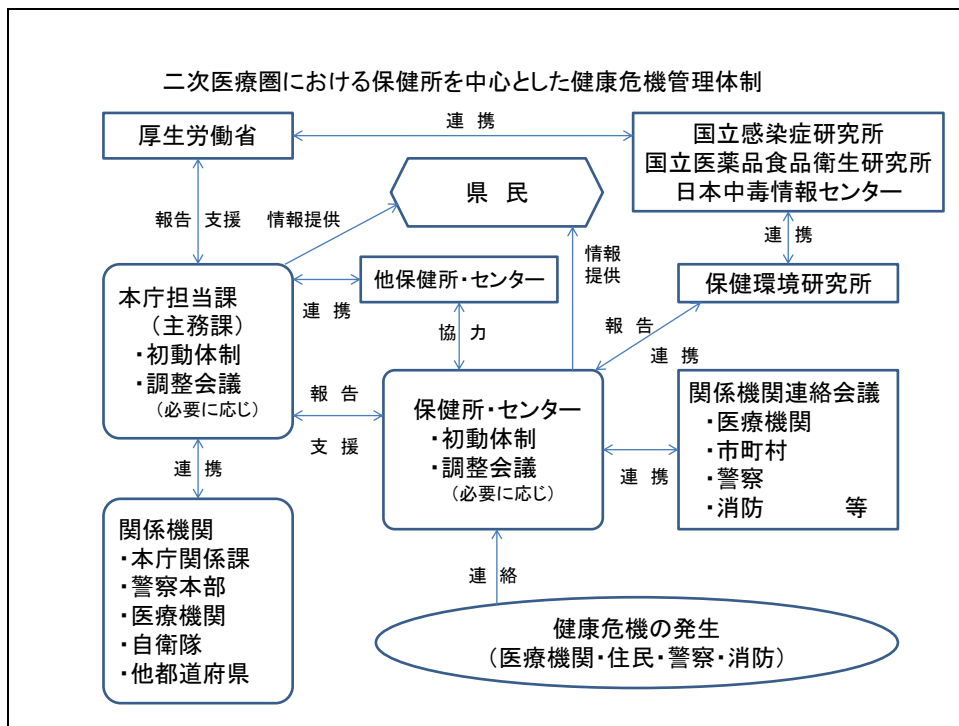 二次医療圏における保健所を中心とした健康危機管理体制
厚生労働省
連 携
国立感染症研究所
国立医薬品食品衛生研究所
日本中毒情報センター
県 民
報告 支援
情報提供
情報
提供
連 携
本庁担当課
(主務課)
・初動体制
・調整会議
(必要に応じ)
連 携
他保健所・センター
協 力
保健環境研究所
報 告
連 携
報 告
支 援
保健所・センター
・初動体制
・調整会議
(必要に応じ)
連 携
関係機関連絡会議
・医療機関
・市町村
・警察
・消防 等
連 携
関係機関
・本庁関係課
・警察本部
・医療機関
・自衛隊
・他都道府県
連 絡
健康危機の発生
(医療機関・住民・警察・消防)